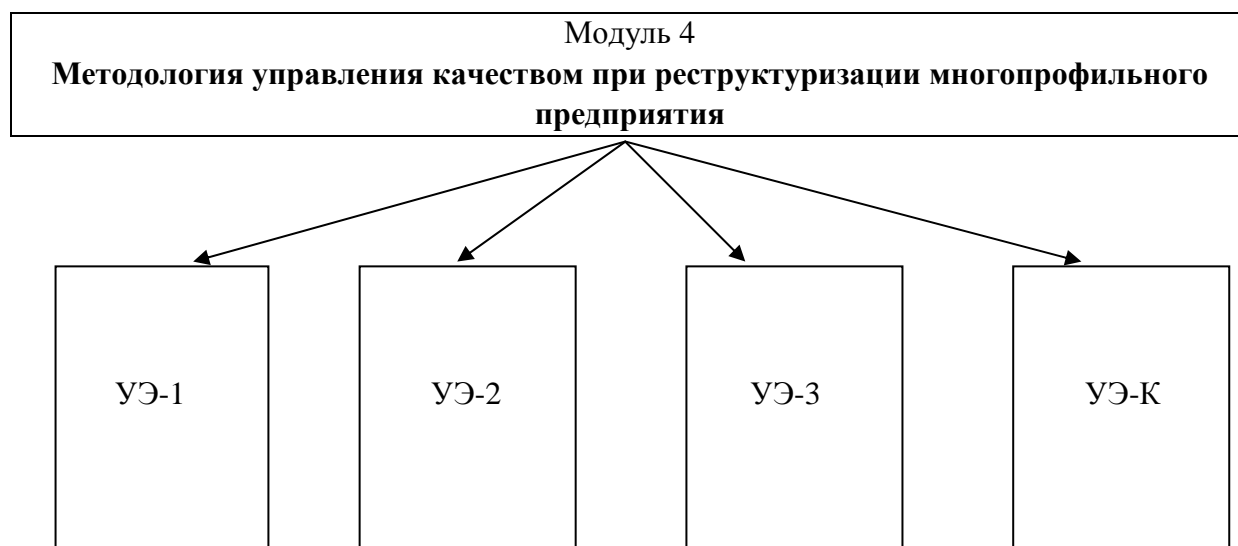 Модуль 4
Методология управления качеством при реструктуризации многопрофильного
предприятия
УЭ-1
УЭ-2
УЭ-3
УЭ-К